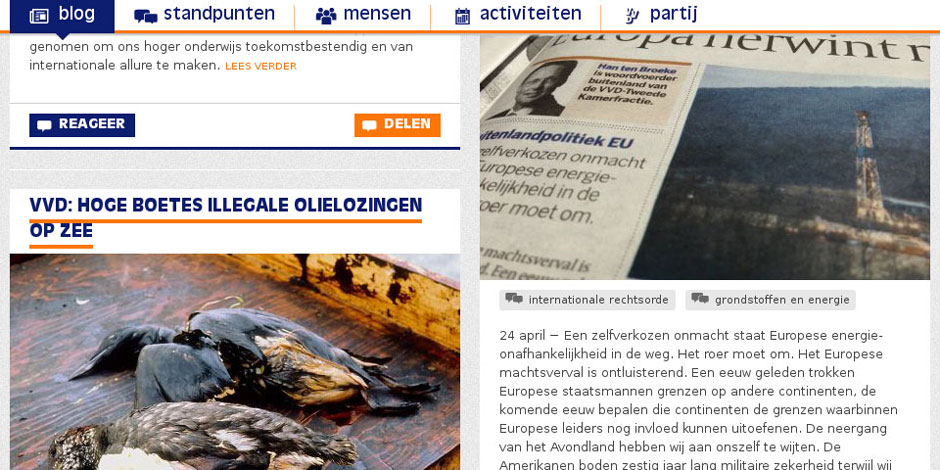 blog standpunten mensen activiteiten partij
genomen om ons hoger onderwijs toekomstbestendig en van
internationale allure te maken. LEES VERDER
REAGEER DELEN
VVD: HOGE BOETES ILLEGALE OLIELOZINGEN
OP ZEE
Europa herwint
Han ten Broeke
is woordvoerder
buitenland van
de VVD-Tweede
Kamerfractie.
uitenlandpolitiek EU
zelfverkozen onmacht
Europese energie-
kelijkheid in de
roer moet om.
machtsverval is
d. Een eeuw
internationale rechtsorde grondstoffen en energie
24 april — Een zelfverkozen onmacht staat Europese energie-
onafhankelijkheid in de weg. Het roer moet om. Het Europese
machtsverval is ontluisterend. Een eeuw geleden trokken
Europese staatsmannen grenzen op andere continenten, de
komende eeuw bepalen die continenten de grenzen waarbinnen
Europese leiders nog invloed kunnen uitoefenen. De neergang
van het Avondland hebben wij aan onszelf te wijten. De
Amerikanen boden zestig jaar lang militaire zekerheid terwijl wij